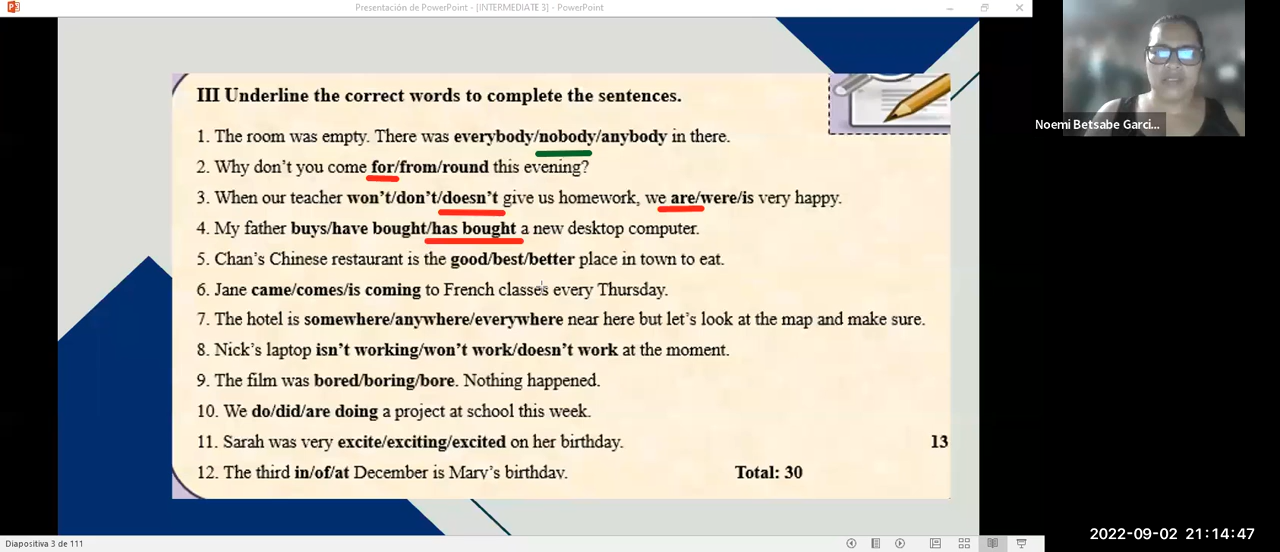 Presentación de PowerPoint - [INTERMEDIATE 3] - PowerPoint
III Underline the correct words to complete the sentences.
1. The room was empty. There was everybody/nobody/anybody in there.
2. Why don't you come for/from/round this evening?
3. When our teacher won't/don't/doesn't give us homework, we are/were/is very happy.
4. My father buys/have bought/has bought a new desktop computer.
5. Chan's Chinese restaurant is the good/best/better place in town to eat.
6. Jane came/comes/is coming to French classes every Thursday.
7. The hotel is somewhere/anywhere/everywhere near here but let's look at the map and make sure.
8. Nick's laptop isn't working/won't work/doesn't work at the moment.
9. The film was bored/boring/bore. Nothing happened.
10. We do/did/are doing a project at school this week.
11. Sarah was very excite/exciting/excited on her birthday. 13
12. The third in/of/at December is Mary's birthday. Total: 30
Noemi Betsabe Garci...
Diapositiva 3 de 111
2022-09-02 21:14:47